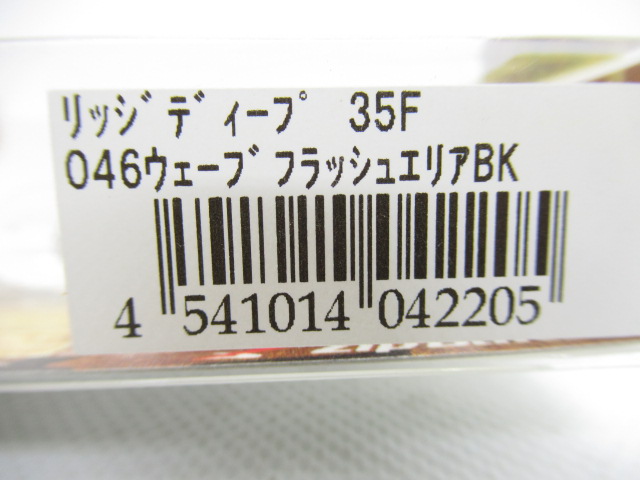 ﾘｯｼﾞﾃﾞｨｰﾌﾟ 35F
046ｳｪｰﾌﾞﾌﾗｯｼｭｴﾘｱBK
4 541014 042205